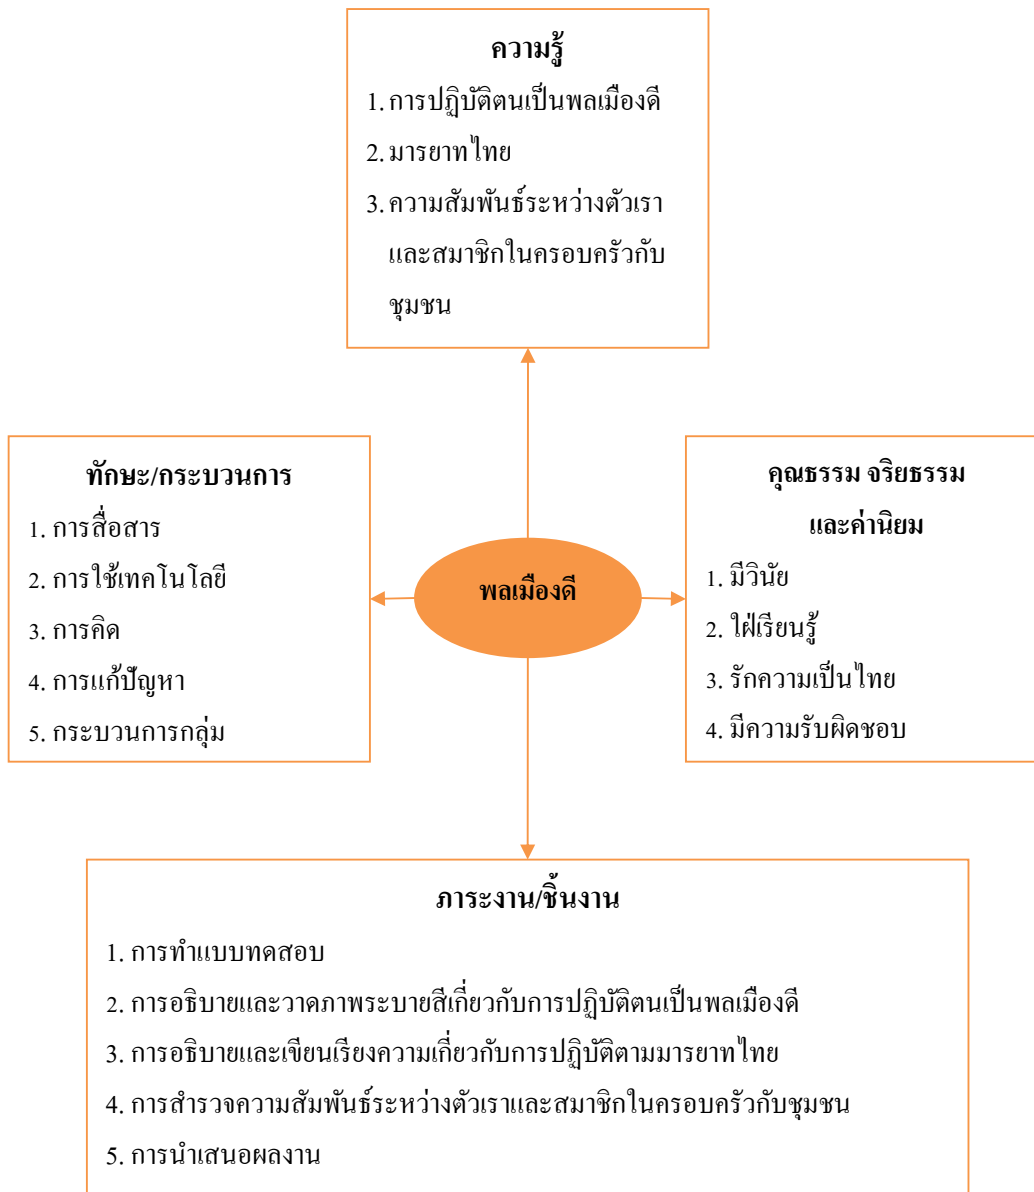 ความรู้
1. การปฏิบัติตนเป็นพลเมืองดี
2. มารยาทไทย
3. ความสัมพันธ์ระหว่างตัวเรา
และสมาชิกในครอบครัวกับ
ชุมชน
ทักษะ/กระบวนการ
1. การสื่อสาร
2. การใช้เทคโนโลยี
3. การคิด
4. การแก้ปัญหา
5. กระบวนการกลุ่ม
พลเมืองดี
คุณธรรม จริยธรรม
และค่านิยม
1. มีวินัย
2. ใฝ่เรียนรู้
3. รักความเป็นไทย
4. มีความรับผิดชอบ
ภาระงาน/ชิ้นงาน
1. การทำแบบทดสอบ
2. การอธิบายและวาดภาพระบายสีเกี่ยวกับการปฏิบัติตนเป็นพลเมืองดี
3. การอธิบายและเขียนเรียงความเกี่ยวกับการปฏิบัติตามมารยาทไทย
4. การสำรวจความสัมพันธ์ระหว่างตัวเราและสมาชิกในครอบครัวกับชุมชน
5. การนำเสนอผลงาน